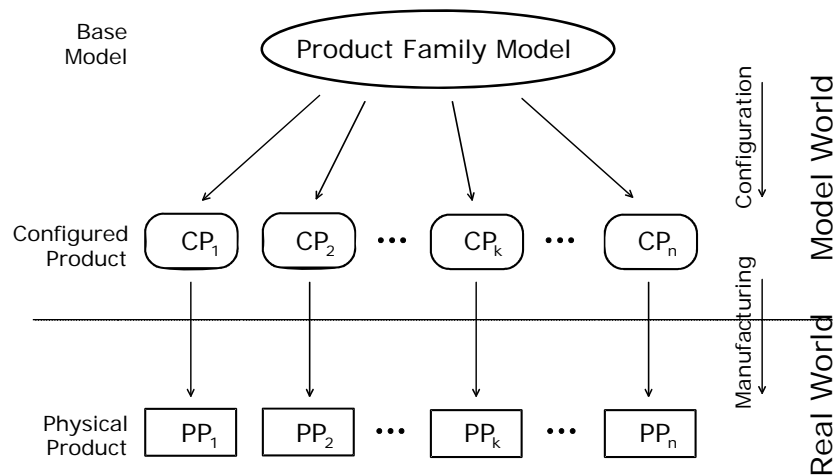 Base
Model
Product Family Model
Configuration
Model World
Configured
Product
CP₁ CP₂ ••• CPₖ ••• CPₙ
Manufacturing
Real World
Physical
Product
PP₁ PP₂ ••• PPₖ ••• PPₙ